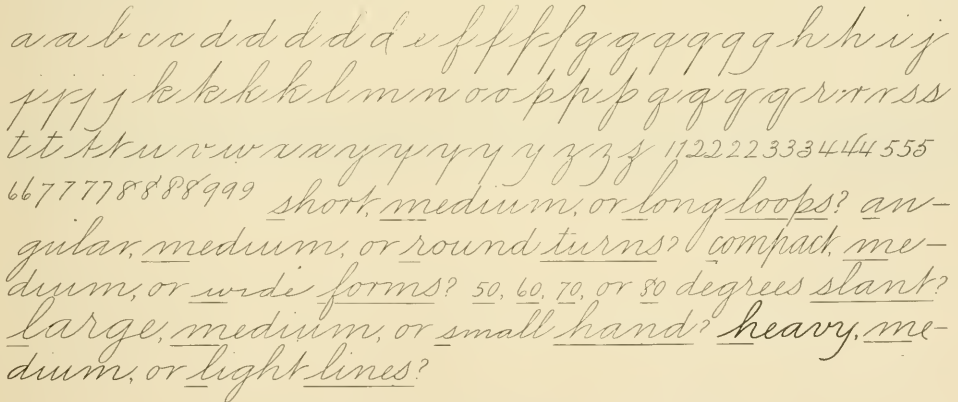 a a b c c d d d d d e f f f f g g g g g g h h i j
j j j j k k k k l m n o o p p p q q q q r r r s s
t t t t u v w x x y y y y y z z z 1 1 2 2 2 2 3 3 3 4 4 4 5 5 5
6 6 7 7 7 7 8 8 8 8 9 9 9 short, medium, or long loops? an-
gular, medium, or round turns? compact, me-
dium, or wide forms? 50, 60, 70, or 80 degrees slant?
large, medium, or small hand? heavy, me-
dium, or light lines?